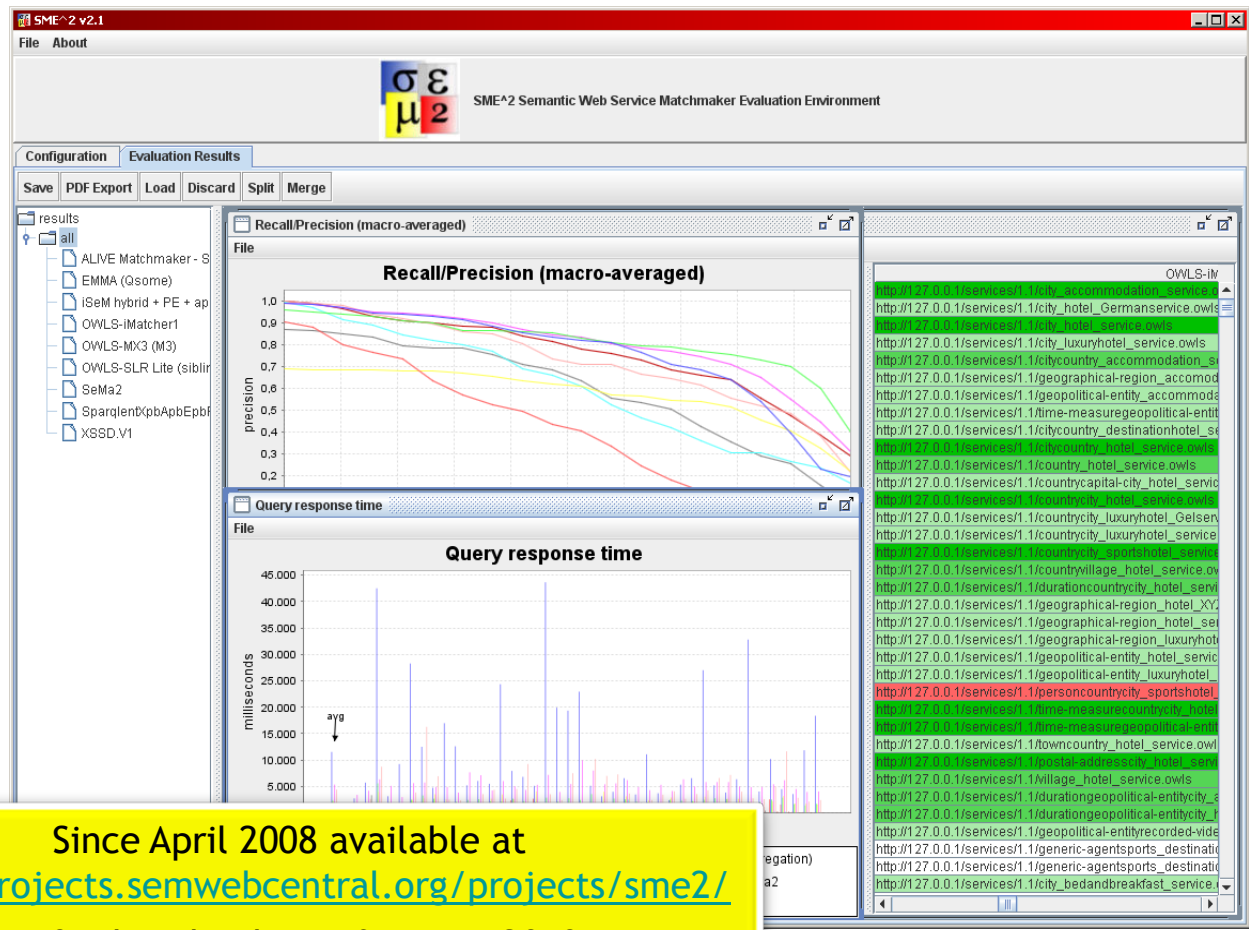 SME^2 v2.1
File About
σ ε
μ 2
SME^2 Semantic Web Service Matchmaker Evaluation Environment
Configuration Evaluation Results
Save PDF Export Load Discard Split Merge
results
all
ALIVE Matchmaker - S
EMMA (Qsome)
iSeM hybrid + PE + ap
OWLS-iMatcher1
OWLS-MX3 (M3)
OWLS-SLR Lite (siblin
SeMa2
XSSD.V1
Recall/Precision (macro-averaged)
File
Recall/Precision (macro-averaged)
precision
1,0
0,9
0,8
0,7
0,6
0,5
0,4
0,3
0,2
Query response time
File
Query response time
milliseconds
45.000
40.000
35.000
30.000
25.000
20.000
15.000
10.000
5.000
avg
egation)
a2
OWLS-iM
http://127.0.0.1/services/1.1/city_accommodation_service.o
http://127.0.0.1/services/1.1/city_hotel_Germanservice.owls
http://127.0.0.1/services/1.1/city_hotel_service.owls
http://127.0.0.1/services/1.1/city_luxuryhotel_service.owls
http://127.0.0.1/services/1.1/citycountry_accommodation_se
http://127.0.0.1/services/1.1/geographical-region_accomod
http://127.0.0.1/services/1.1/geopolitical-entity_accommoda
http://127.0.0.1/services/1.1/time-measuregeopolitical-entit
http://127.0.0.1/services/1.1/citycountry_destinationhotel_se
http://127.0.0.1/services/1.1/citycountry_hotel_service.owls
http://127.0.0.1/services/1.1/country_hotel_service.owls
http://127.0.0.1/services/1.1/countrycapital-city_hotel_servic
http://127.0.0.1/services/1.1/countrycity_hotel_service.owls
http://127.0.0.1/services/1.1/countrycity_luxuryhotel_Gelserv
http://127.0.0.1/services/1.1/countrycity_luxuryhotel_service
http://127.0.0.1/services/1.1/countrycity_sportshotel_service
http://127.0.0.1/services/1.1/countryvillage_hotel_service.ow
http://127.0.0.1/services/1.1/durationcountrycity_hotel_servi
http://127.0.0.1/services/1.1/geographical-region_hotel_XYZ
http://127.0.0.1/services/1.1/geographical-region_hotel_ser
http://127.0.0.1/services/1.1/geographical-region_luxuryhote
http://127.0.0.1/services/1.1/geopolitical-entity_hotel_servic
http://127.0.0.1/services/1.1/geopolitical-entity_luxuryhotel_
http://127.0.0.1/services/1.1/personcountrycity_sportshotel_
http://127.0.0.1/services/1.1/time-measurecountrycity_hotel
http://127.0.0.1/services/1.1/time-measuregeopolitical-entit
http://127.0.0.1/services/1.1/towncountry_hotel_service.owl
http://127.0.0.1/services/1.1/postal-addresscity_hotel_servi
http://127.0.0.1/services/1.1/village_hotel_service.owls
http://127.0.0.1/services/1.1/durationgeopolitical-entitycity_a
http://127.0.0.1/services/1.1/durationgeopolitical-entitycity_h
http://127.0.0.1/services/1.1/geopolitical-entityrecorded-vide
http://127.0.0.1/services/1.1/generic-agentsports_destinatio
http://127.0.0.1/services/1.1/generic-agentsports_destinatio
http://127.0.0.1/services/1.1/city_bedandbreakfast_service.o
Since April 2008 available at
rojects.semwebcentral.org/projects/sme2/